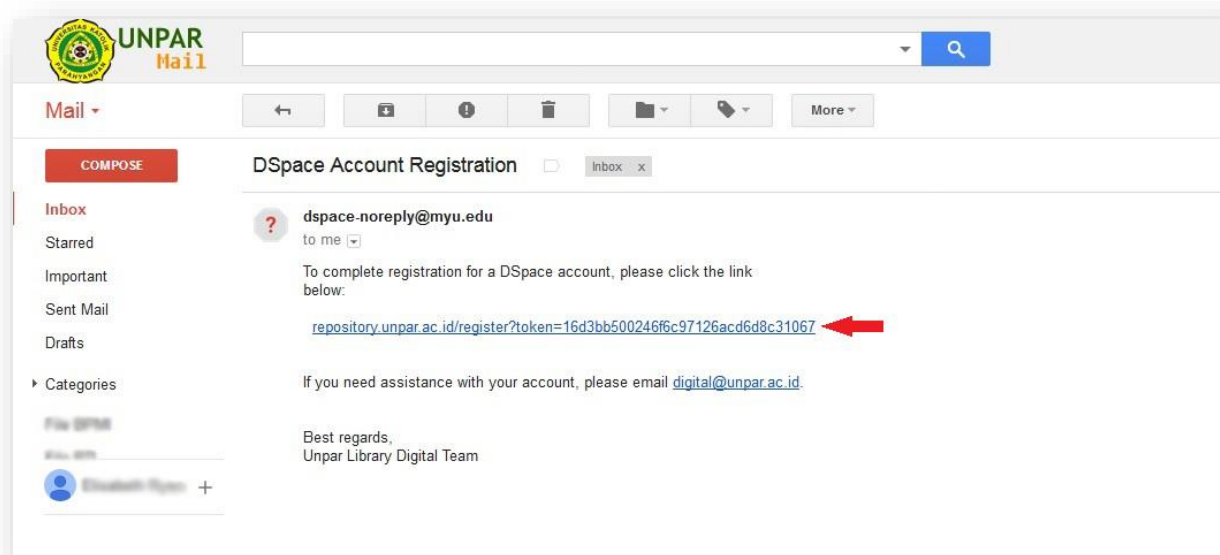 UNIVERSITAS KATOLIK PARAHYANGAN
UNPAR
Mail
Mail
More
COMPOSE
DSpace Account Registration
Inbox x
Inbox
Starred
Important
Sent Mail
Drafts
Categories
?
dspace-noreply@myu.edu
to me
To complete registration for a DSpace account, please click the link
below:
repository.unpar.ac.id/register?token=16d3bb500246f6c97126acd6d8c31067
If you need assistance with your account, please email digital@unpar.ac.id.
Best regards,
Unpar Library Digital Team